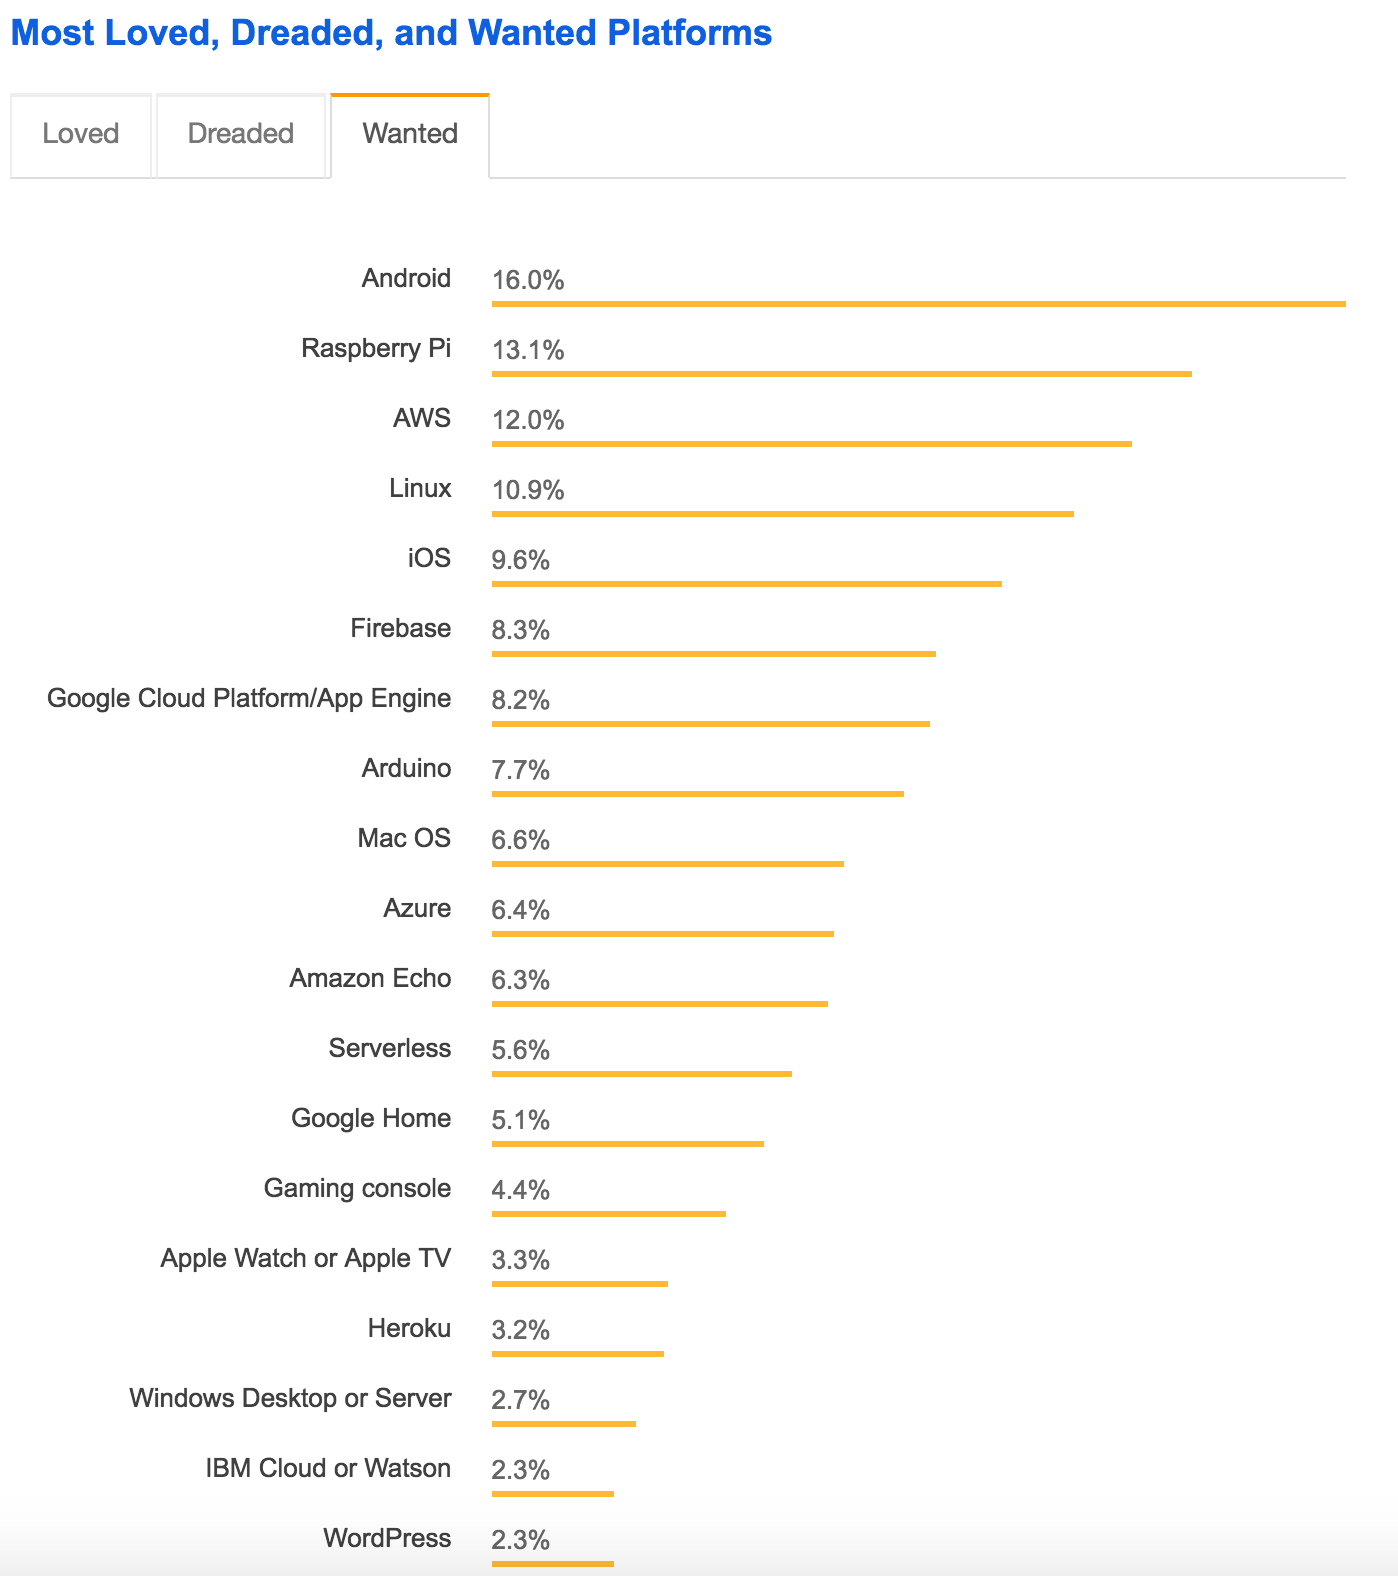 Most Loved, Dreaded, and Wanted Platforms
Loved Dreaded Wanted
Android 16.0%
Raspberry Pi 13.1%
AWS 12.0%
Linux 10.9%
iOS 9.6%
Firebase 8.3%
Google Cloud Platform/App Engine 8.2%
Arduino 7.7%
Mac OS 6.6%
Azure 6.4%
Amazon Echo 6.3%
Serverless 5.6%
Google Home 5.1%
Gaming console 4.4%
Apple Watch or Apple TV 3.3%
Heroku 3.2%
Windows Desktop or Server 2.7%
IBM Cloud or Watson 2.3%
WordPress 2.3%